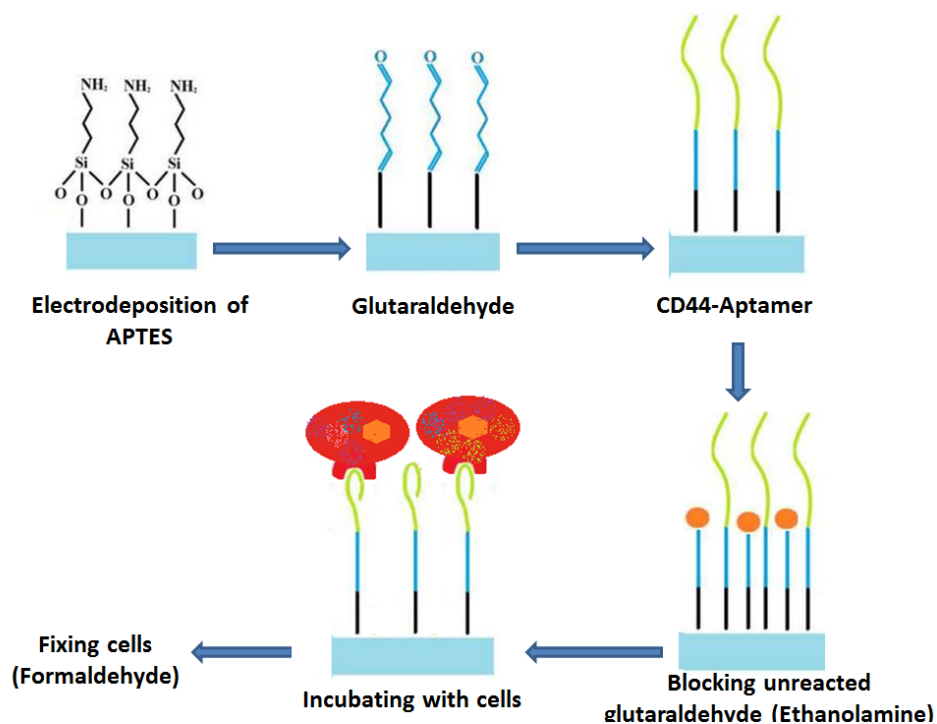 NH₂ NH₂ NH₂
Si Si Si
O O O O
O O O
O O O
Electrodeposition of
APTES
Glutaraldehyde
CD44-Aptamer
Fixing cells
(Formaldehyde)
Incubating with cells
Blocking unreacted
glutaraldehyde (Ethanolamine)